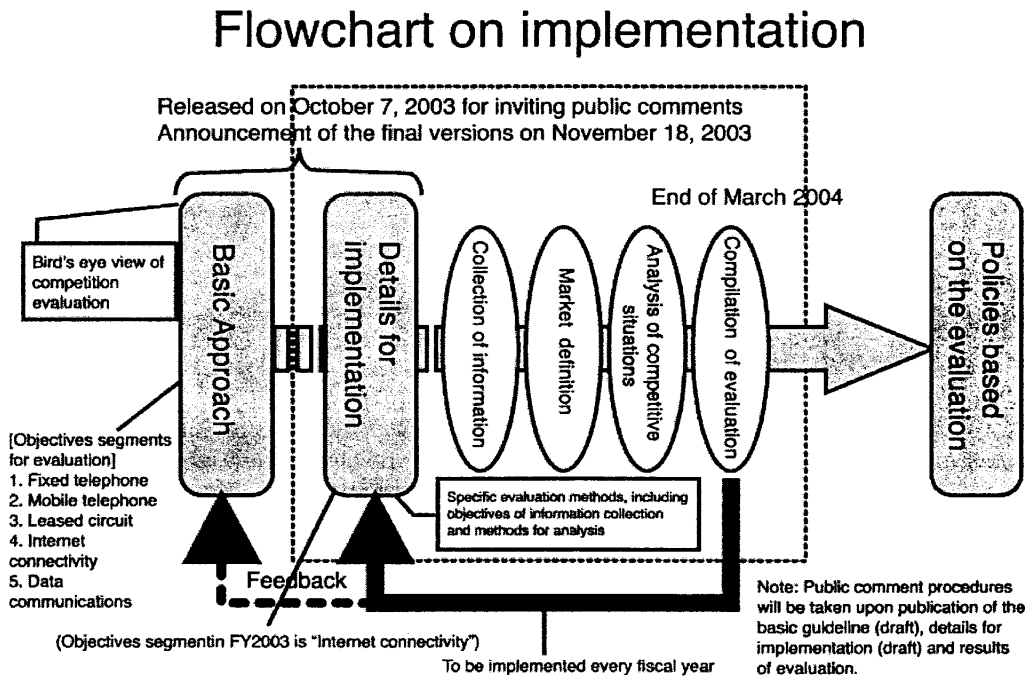 Flowchart on implementation
Released on October 7, 2003 for inviting public comments
Announcement of the final versions on November 18, 2003
End of March 2004
Bird's eye view of
competition
evaluation
Basic Approach
Details for
implementation
Collection of information
Market definition
Analysis of competitive
situations
Compilation of evaluation
Policies based
on the evaluation
[Objectives segments
for evaluation]
1. Fixed telephone
2. Mobile telephone
3. Leased circuit
4. Internet
connectivity
5. Data
communications
Specific evaluation methods, including
objectives of information collection
and methods for analysis
Feedback
(Objectives segmentin FY2003 is "Internet connectivity")
To be implemented every fiscal year
Note: Public comment procedures
will be taken upon publication of the
basic guideline (draft), details for
implementation (draft) and results
of evaluation.